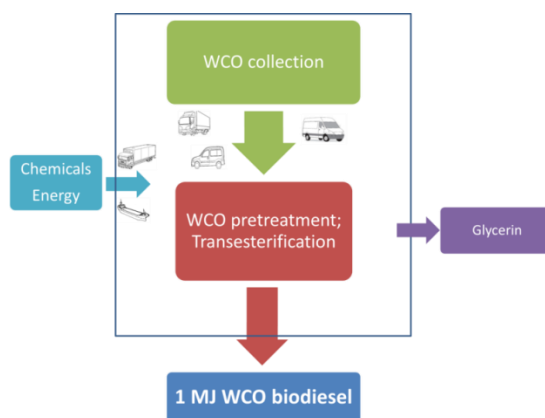 WCO collection
Chemicals
Energy
WCO pretreatment;
Transesterification
Glycerin
1 MJ WCO biodiesel